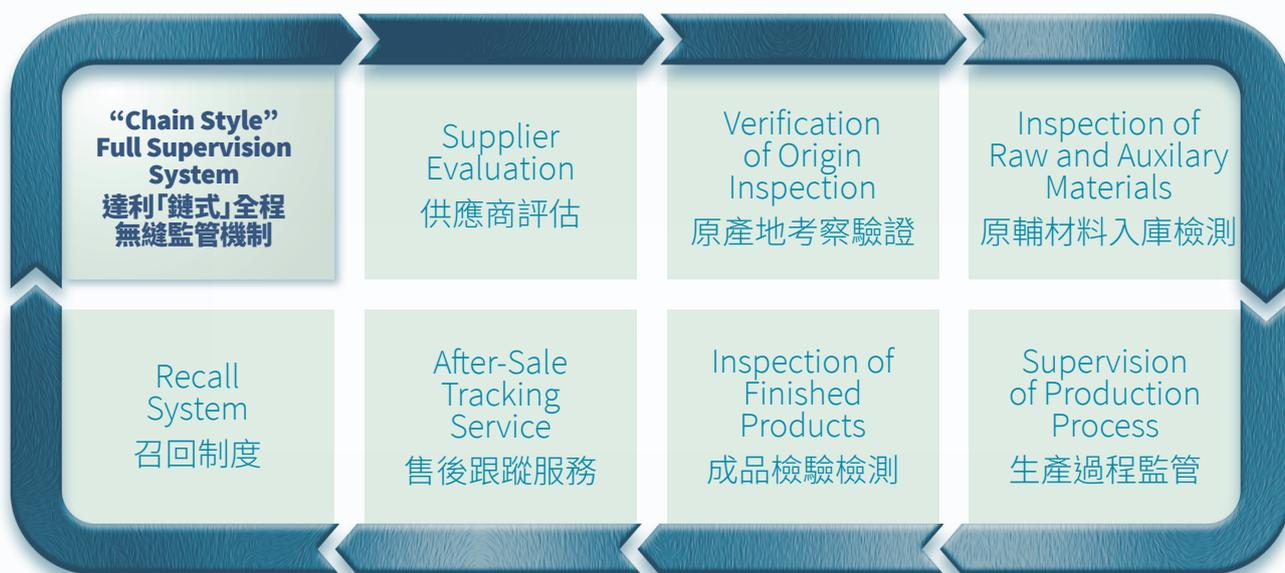 “Chain Style”
Full Supervision
System
達利「鏈式」全程
無縫監管機制
Supplier
Evaluation
供應商評估
Verification
of Origin
Inspection
原產地考察驗證
Inspection of
Raw and Auxilary
Materials
原輔材料入庫檢測
Recall
System
召回制度
After-Sale
Tracking
Service
售後跟蹤服務
Inspection of
Finished
Products
成品檢驗檢測
Supervision
of Production
Process
生產過程監管